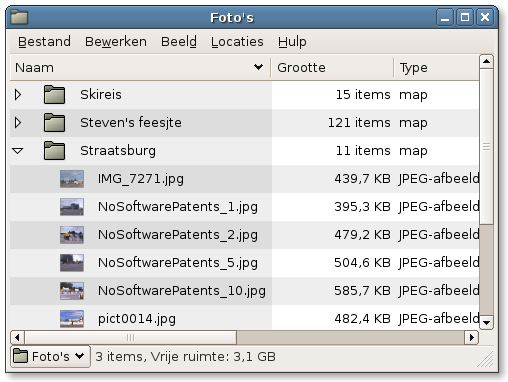 Foto's
Bestand Bewerken Beeld Locaties Hulp
Naam Grootte Type
Skireis 15 items map
Steven's feesjte 121 items map
Straatsburg 11 items map
IMG_7271.jpg 439,7 KB JPEG-afbeeld
NoSoftwarePatents_1.jpg 395,3 KB JPEG-afbeeld
NoSoftwarePatents_2.jpg 479,2 KB JPEG-afbeeld
NoSoftwarePatents_5.jpg 504,6 KB JPEG-afbeeld
NoSoftwarePatents_10.jpg 585,7 KB JPEG-afbeeld
pict0014.jpg 482,4 KB JPEG-afbeeld
Foto's 3 items, Vrije ruimte: 3,1 GB